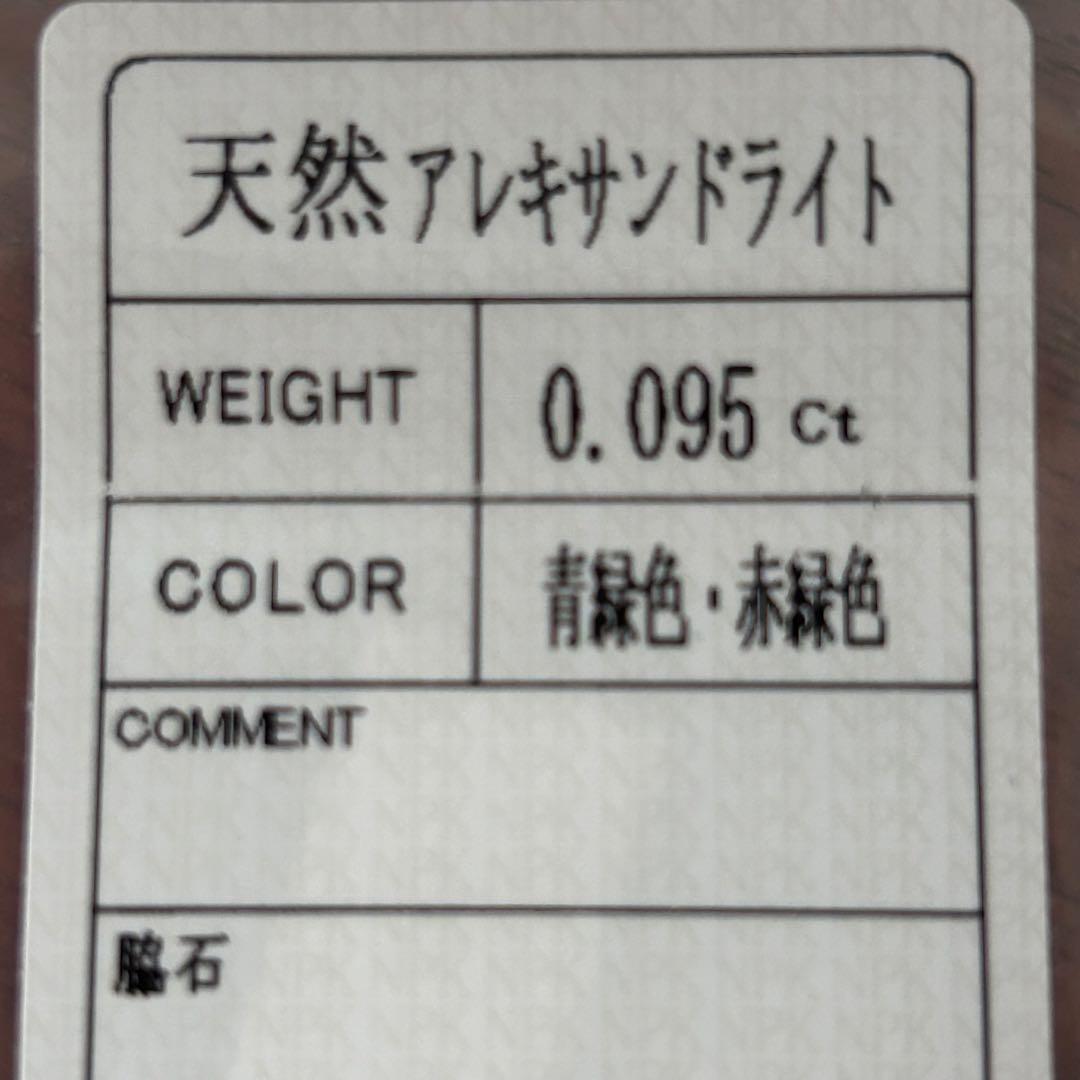 天然アレキサンドライト
WEIGHT 0.095 Ct
COLOR 青緑色・赤緑色
COMMENT
脇石